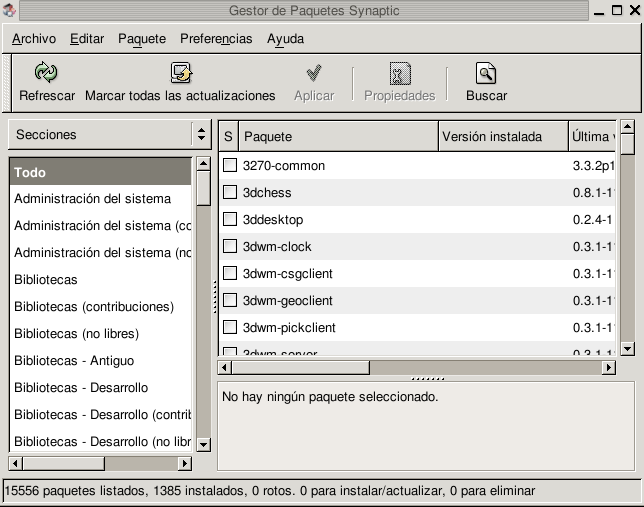 Gestor de Paquetes Synaptic
Archivo Editar Paquete Preferencias Ayuda
Refrescar Marcar todas las actualizaciones Aplicar Propiedades Buscar
Secciones
Todo
Administración del sistema
Administración del sistema (cc
Administración del sistema (nc
Bibliotecas
Bibliotecas (contribuciones)
Bibliotecas (no libres)
Bibliotecas - Antiguo
Bibliotecas - Desarrollo
Bibliotecas - Desarrollo (contrib
Bibliotecas - Desarrollo (no libr
S Paquete Versión instalada Última v
3270-common 3.3.2p1
3dchess 0.8.1-1
3ddesktop 0.2.4-1
3dwm-clock 0.3.1-1
3dwm-csgclient 0.3.1-1
3dwm-geoclient 0.3.1-1
3dwm-pickclient 0.3.1-1
3dwm-server 0.3.1-1
No hay ningún paquete seleccionado.
15556 paquetes listados, 1385 instalados, 0 rotos. 0 para instalar/actualizar, 0 para eliminar